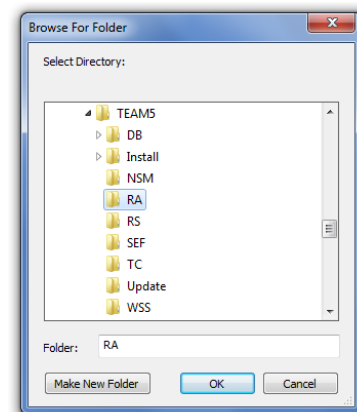 Browse For Folder
Select Directory:
TEAM5
DB
Install
NSM
RA
RS
SEF
TC
Update
WSS
Folder: RA
Make New Folder OK Cancel